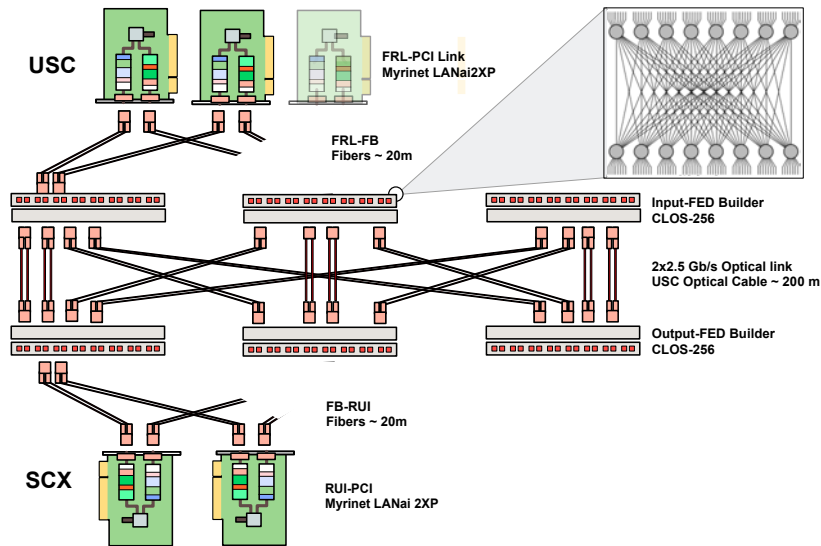 USC
FRL-PCI Link
Myrinet LANai2XP
FRL-FB
Fibers ~ 20m
Input-FED Builder
CLOS-256
2x2.5 Gb/s Optical link
USC Optical Cable ~ 200 m
Output-FED Builder
CLOS-256
FB-RUI
Fibers ~ 20m
SCX
RUI-PCI
Myrinet LANai 2XP